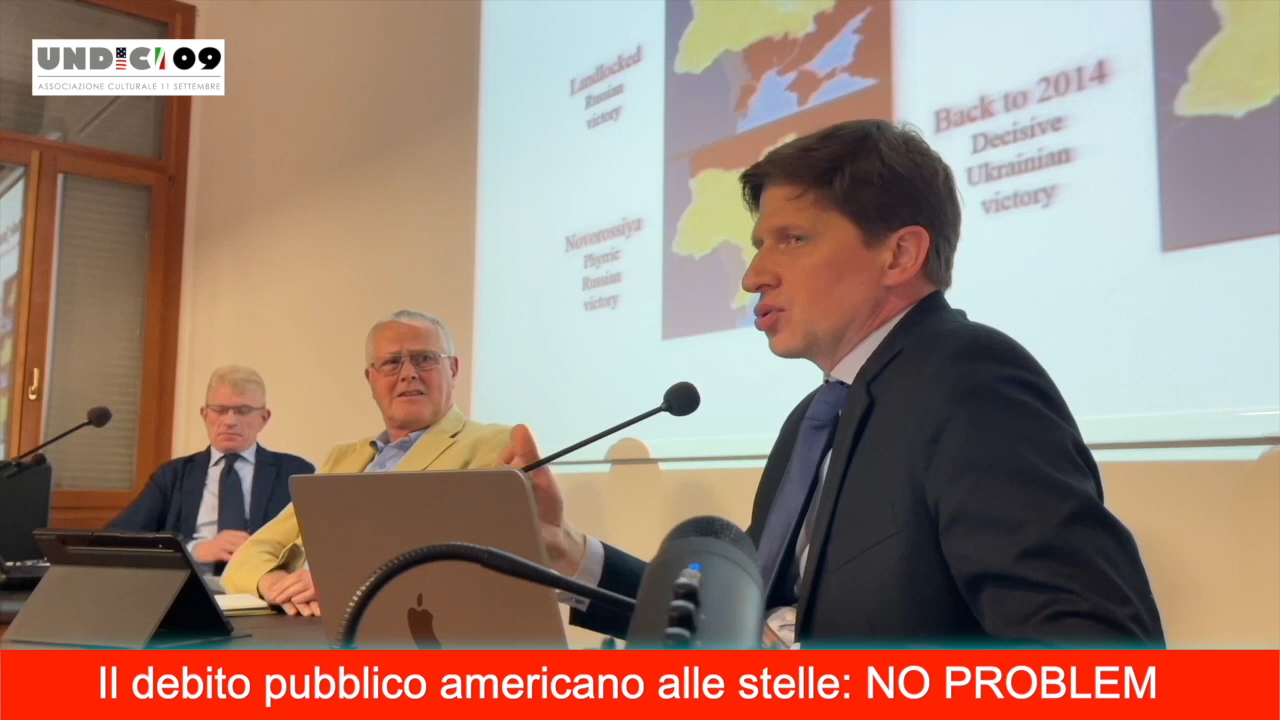 UNDICI09
ASSOCIAZIONE CULTURALE 11 SETTEMBRE
Landlocked
Russian
victory
Back to 2014
Decisive
Ukrainian
victory
Novorossiya
Phyrric
Russian
victory
Il debito pubblico americano alle stelle: NO PROBLEM